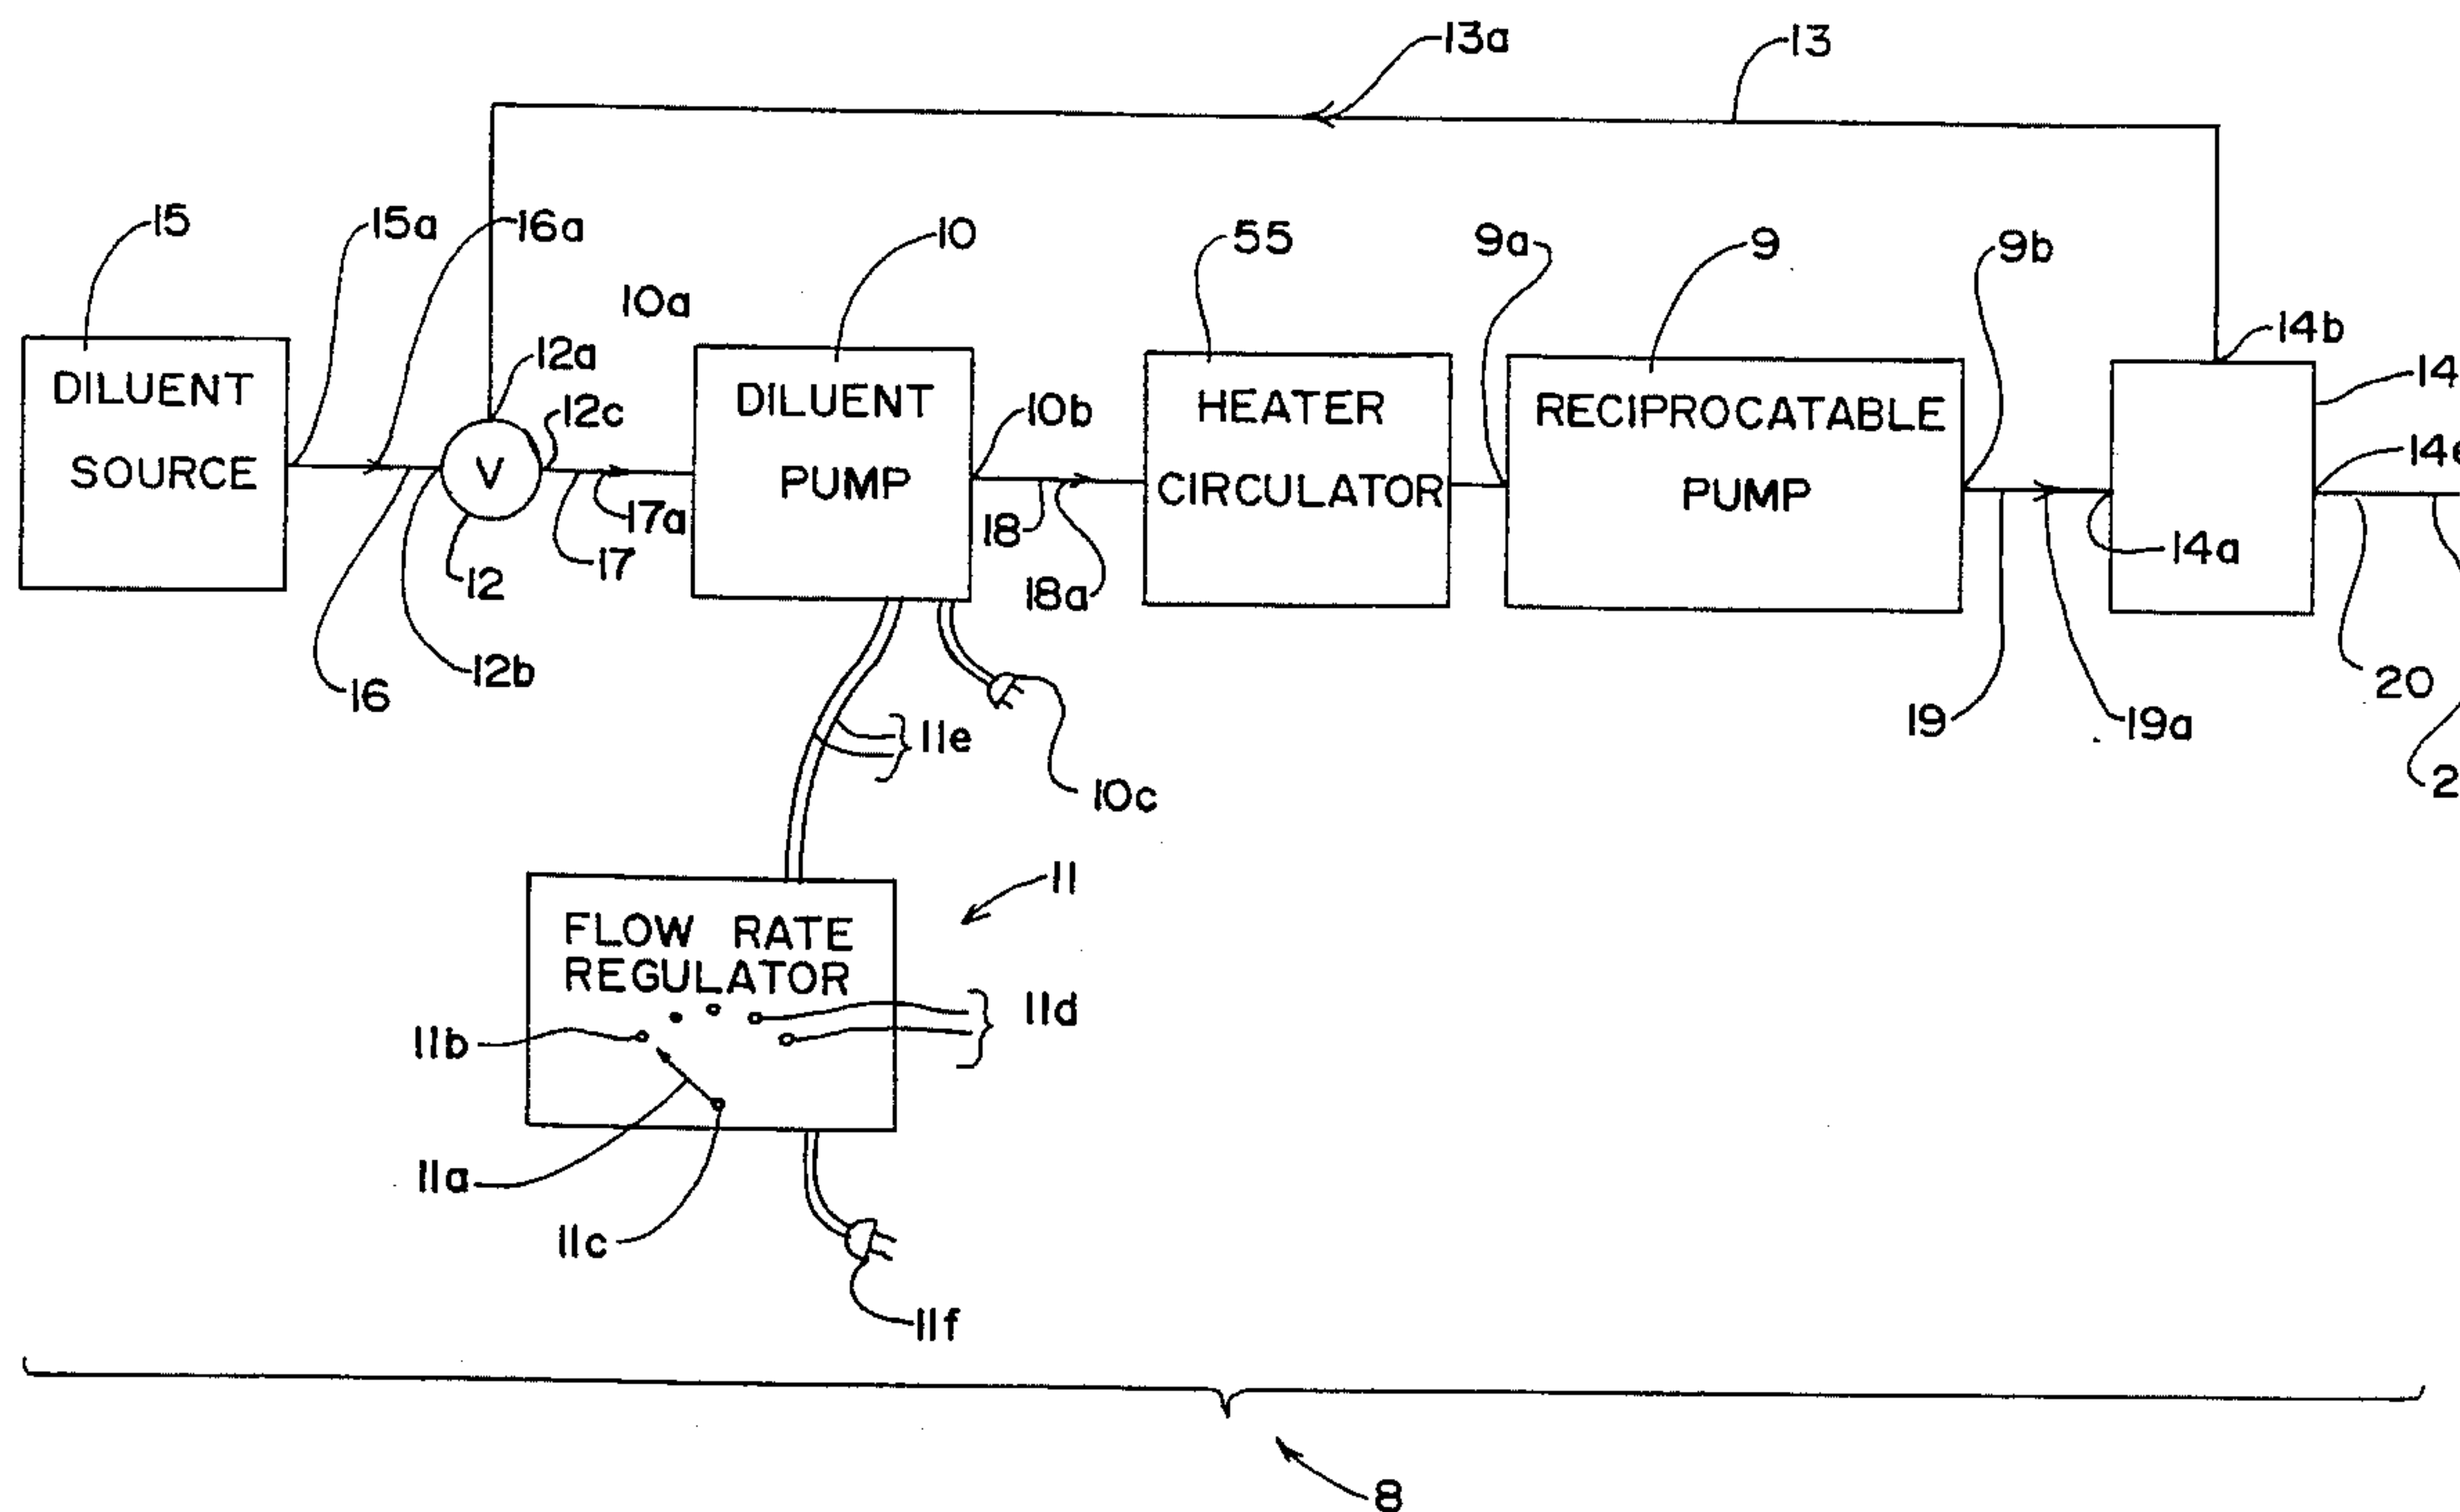 13a
13
15
15a
16a
10
55
9a
9
9b
10a
14b
12a
14
DILUENT
SOURCE
12c
DILUENT
PUMP
10b
HEATER
CIRCULATOR
RECIPROCATABLE
PUMP
V
17a
17
12
18
18a
14a
16
12b
20
19
19a
11e
10c
11
FLOW RATE
REGULATOR
11d
11b
11a
11c
11f
8